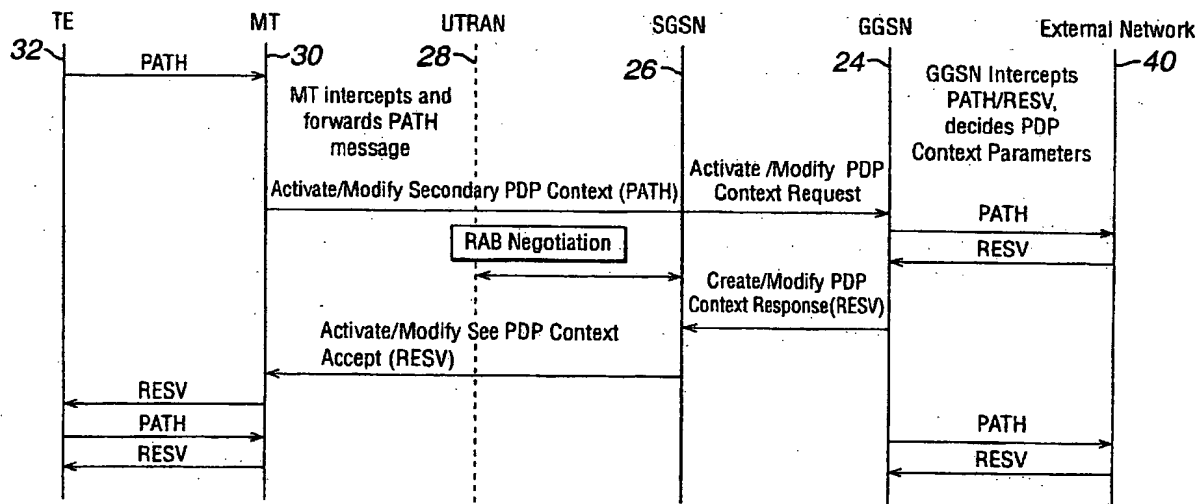 TE
MT
UTRAN
SGSN
GGSN
External Network
32
30
28
26
24
40
PATH
MT intercepts and
forwards PATH
message
GGSN Intercepts
PATH/RESV,
decides PDP
Context Parameters
Activate/Modify Secondary PDP Context (PATH)
Activate /Modify PDP
Context Request
PATH
RAB Negotiation
RESV
Create/Modify PDP
Context Response(RESV)
Activate/Modify See PDP Context
Accept (RESV)
RESV
PATH
PATH
RESV
RESV